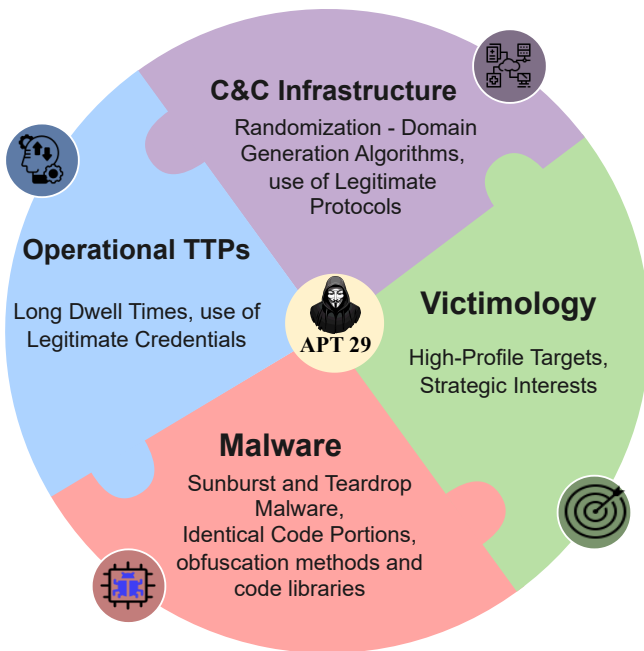 C&C Infrastructure
Randomization - Domain
Generation Algorithms,
use of Legitimate
Protocols
Operational TTPs
Long Dwell Times, use of
Legitimate Credentials
APT 29
Victimology
High-Profile Targets,
Strategic Interests
Malware
Sunburst and Teardrop
Malware,
Identical Code Portions,
obfuscation methods and
code libraries